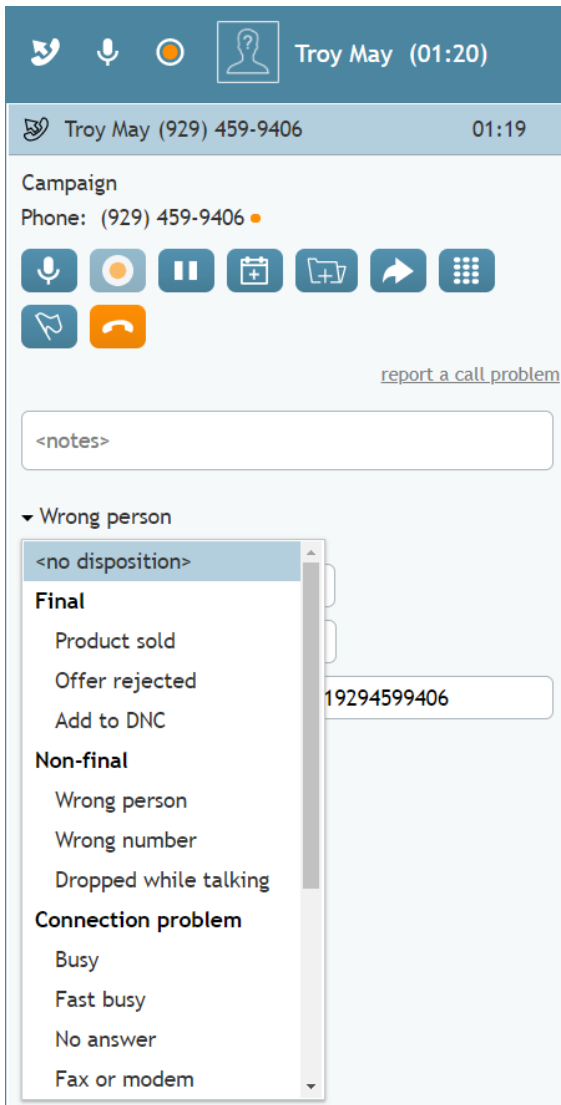 Troy May (01:20)
Troy May (929) 459-9406 01:19
Campaign
Phone: (929) 459-9406
report a call problem
<notes>
Wrong person
<no disposition>
Final
Product sold
Offer rejected
19294599406
Add to DNC
Non-final
Wrong person
Wrong number
Dropped while talking
Connection problem
Busy
Fast busy
No answer
Fax or modem